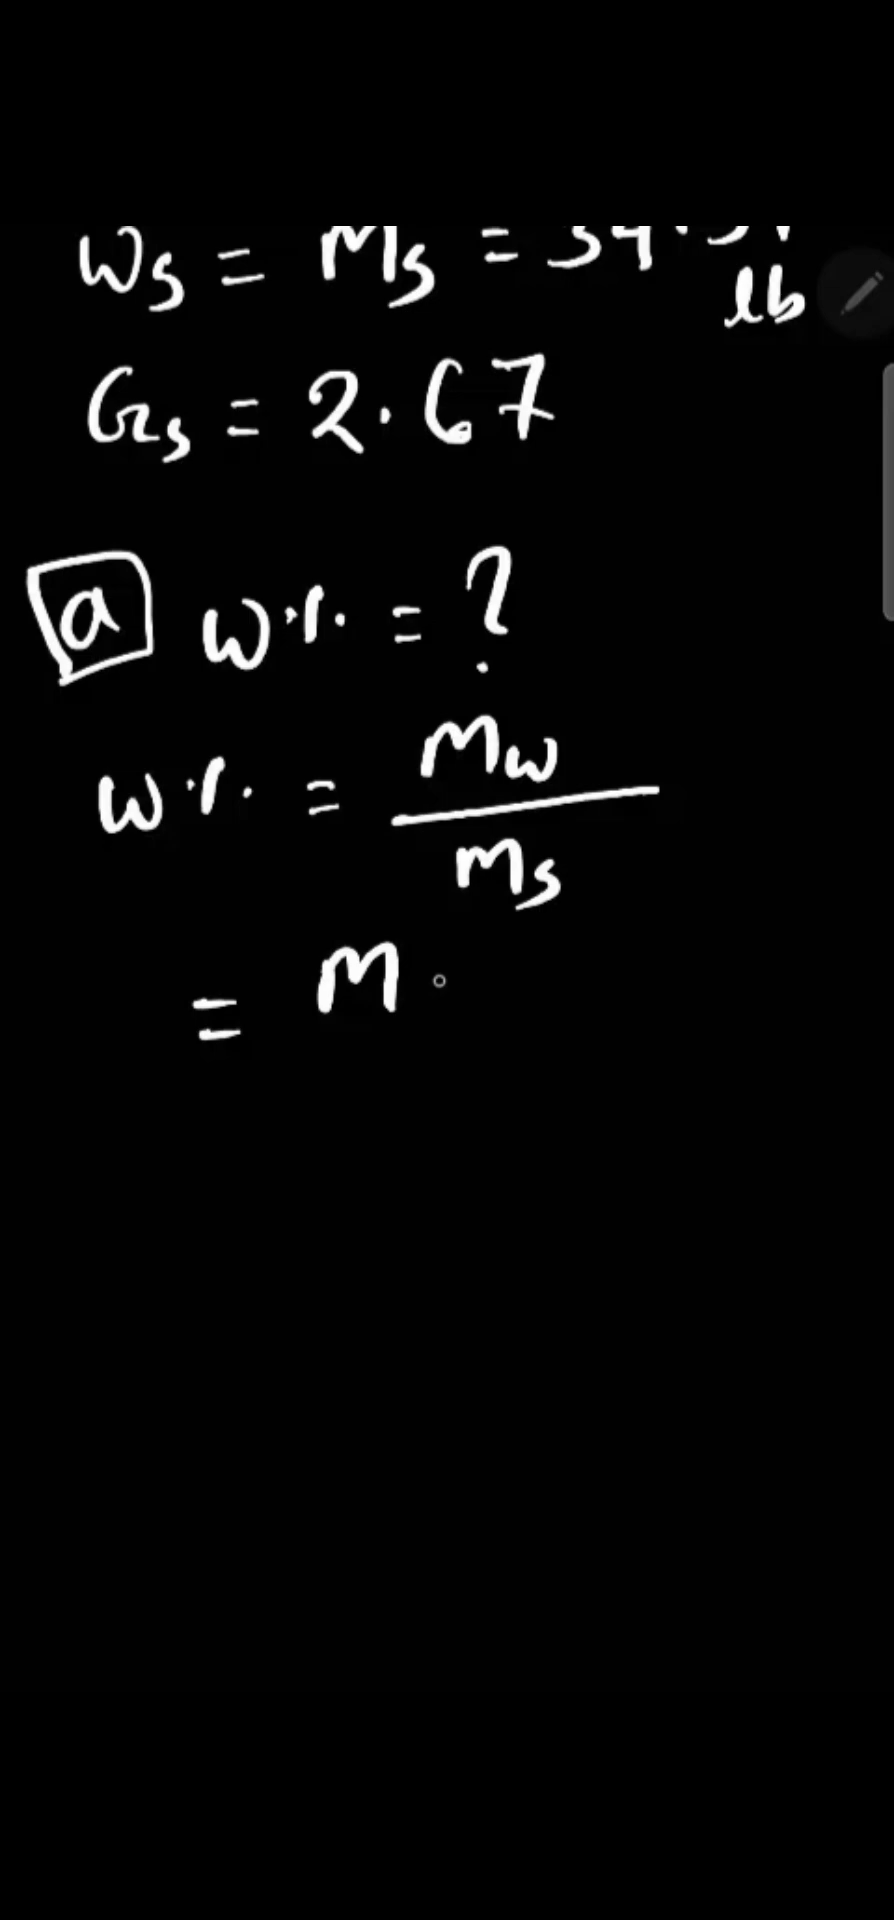 Ws = Ms =
lb
Gs = 2.67
a w% = ?
w% = Mw
Ms
= M